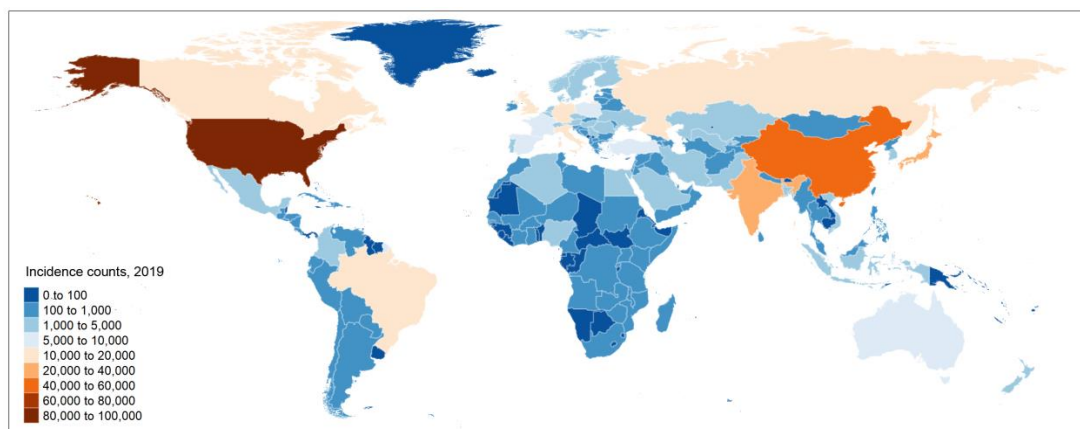 Incidence counts, 2019
0 to 100
100 to 1,000
1,000 to 5,000
5,000 to 10,000
10,000 to 20,000
20,000 to 40,000
40,000 to 60,000
60,000 to 80,000
80,000 to 100,000